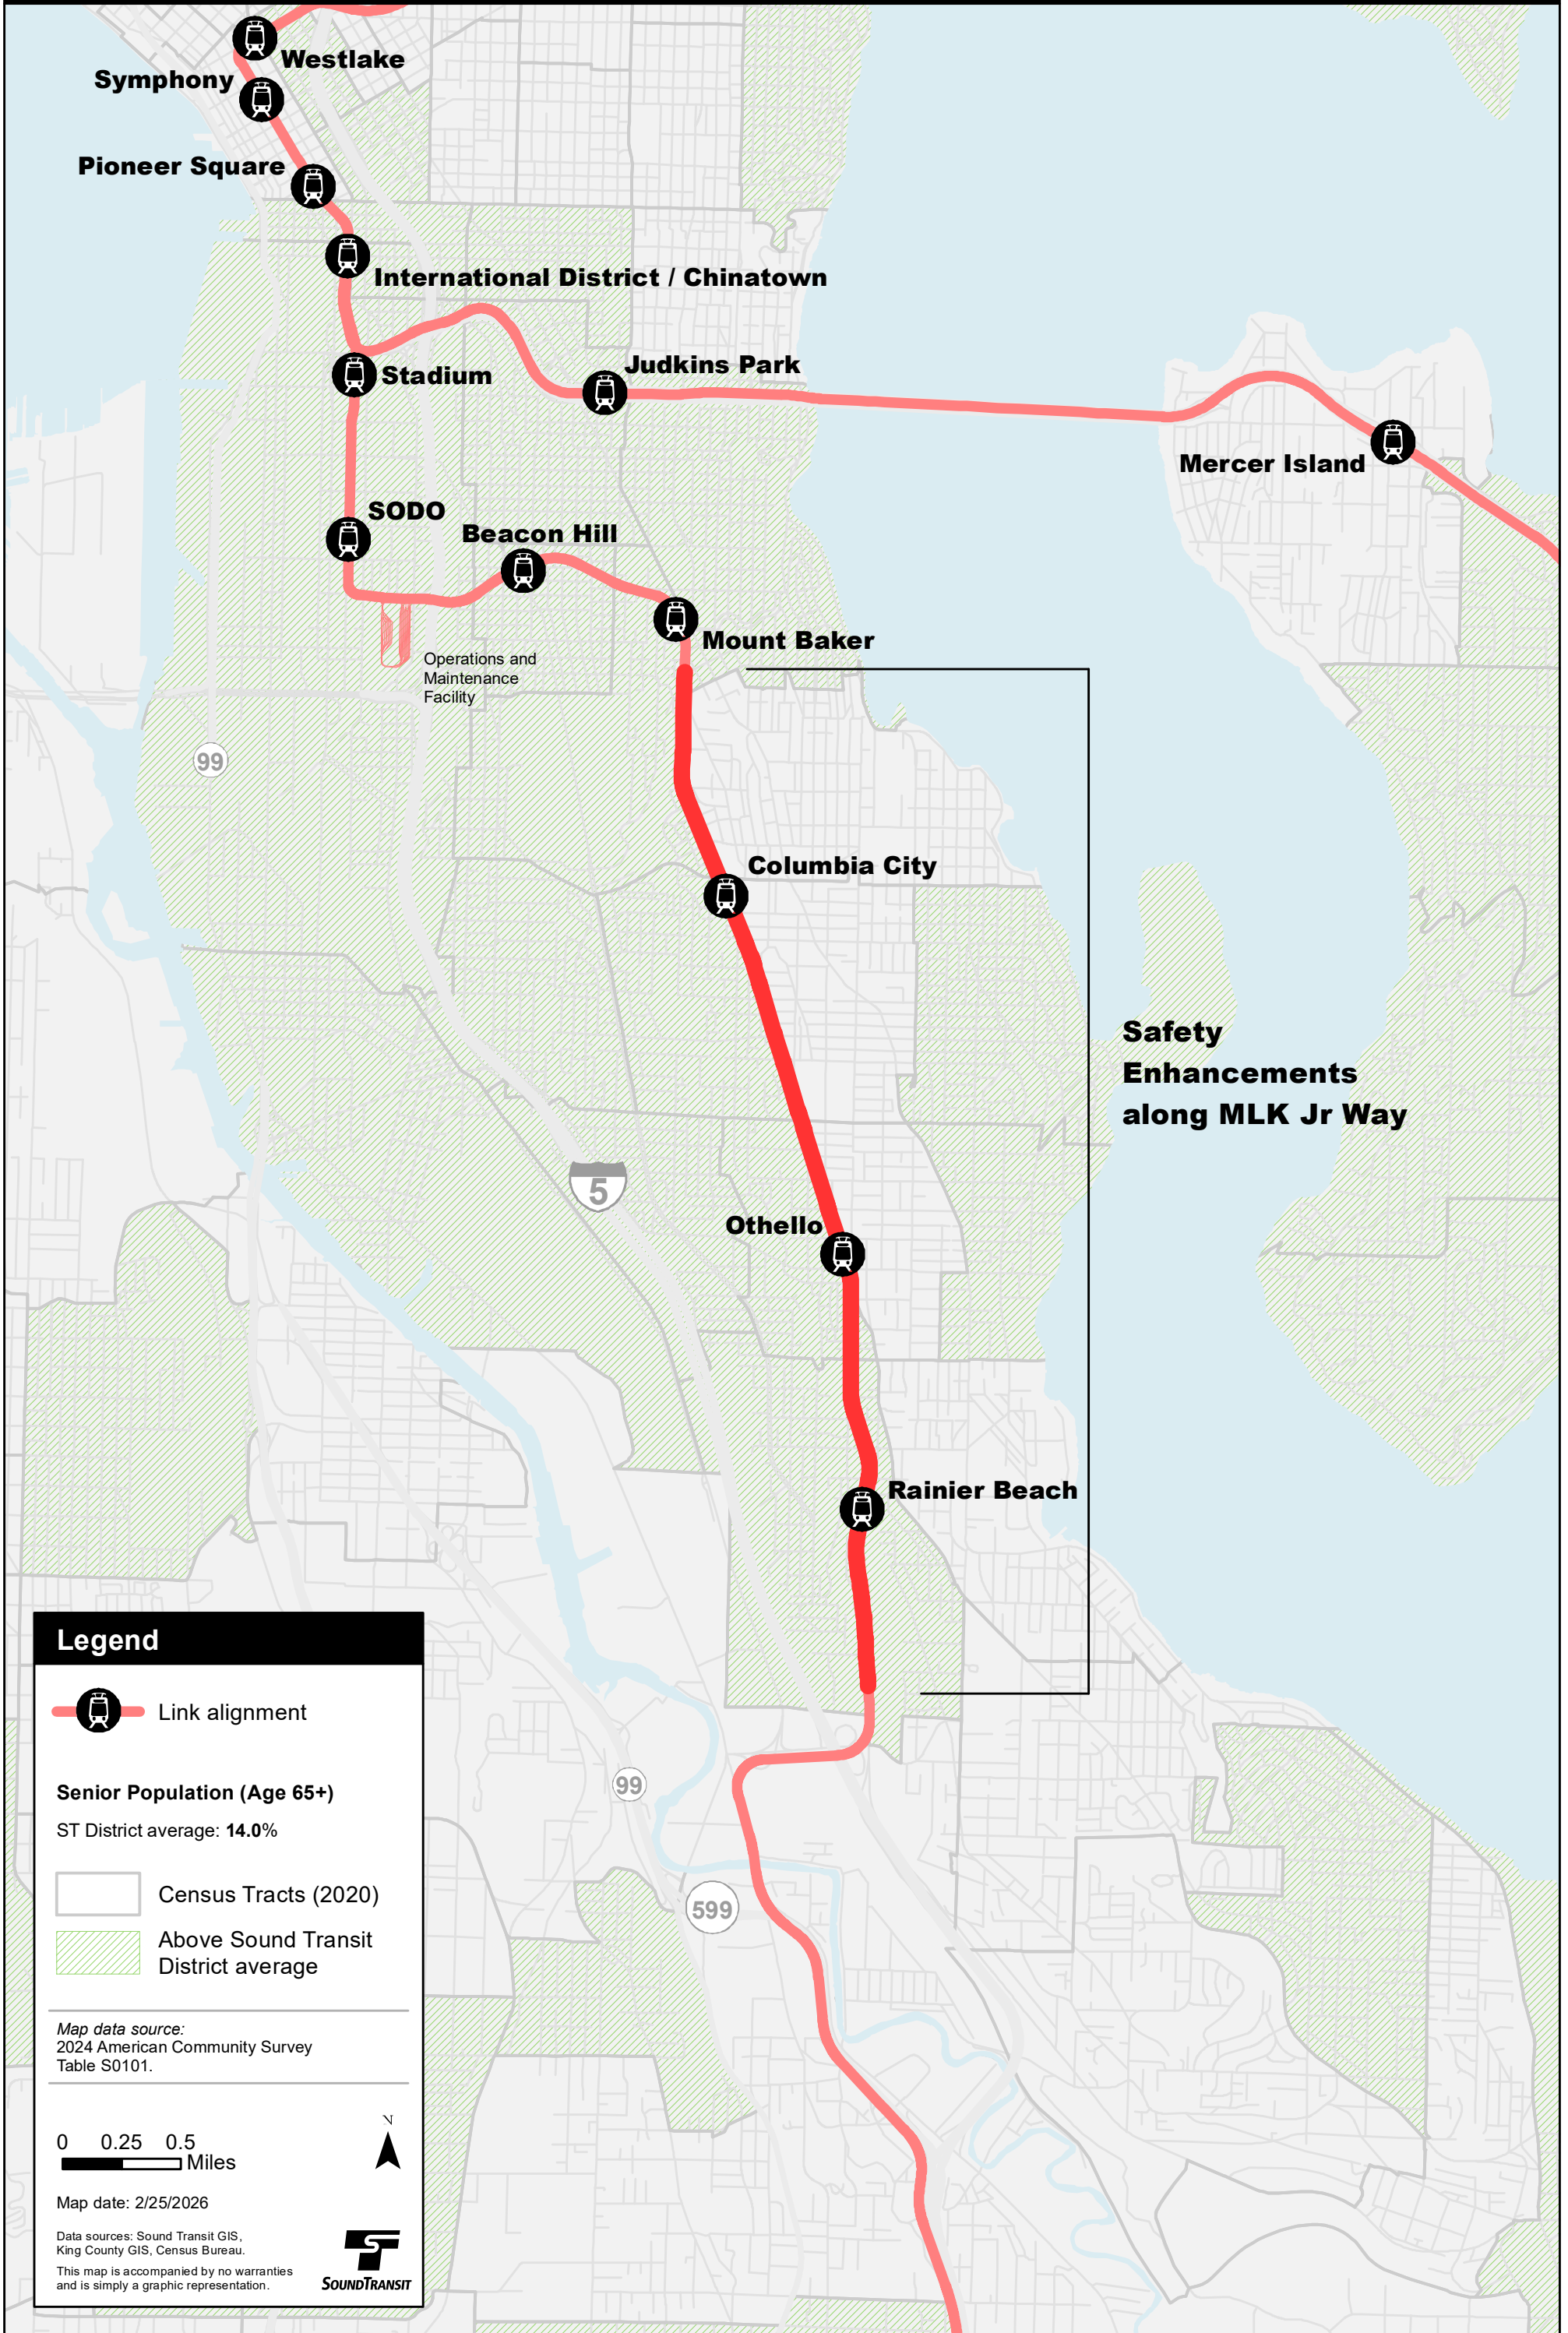 Westlake
Symphony
Pioneer Square
International District / Chinatown
Judkins Park
Stadium
Mercer Island
SODO
Beacon Hill
Mount Baker
Operations and
Maintenance
Facility
99
Columbia City
Safety
Enhancements
along MLK Jr Way
5
Othello
Rainier Beach
99
599
Legend
Link alignment
Senior Population (Age 65+)
ST District average: 14.0%
Census Tracts (2020)
Above Sound Transit
District average
Map data source:
2024 American Community Survey
Table S0101.
N
0 0.25 0.5
Miles
Map date: 2/25/2026
Data sources: Sound Transit GIS,
King County GIS, Census Bureau.
This map is accompanied by no warranties
and is simply a graphic representation.
SOUNDTRANSIT